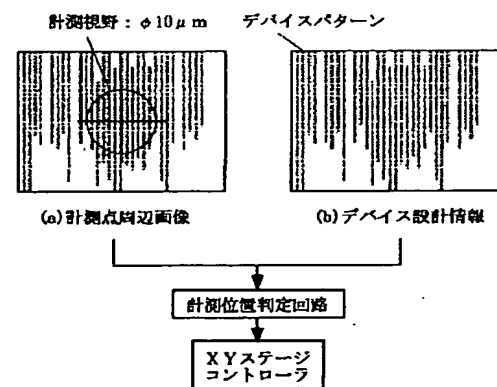 計測視野：φ10μm
デバイスパターン
(a)計測点周辺画像
(b)デバイス設計情報
計測位置判定回路
XYステージ
コントローラ